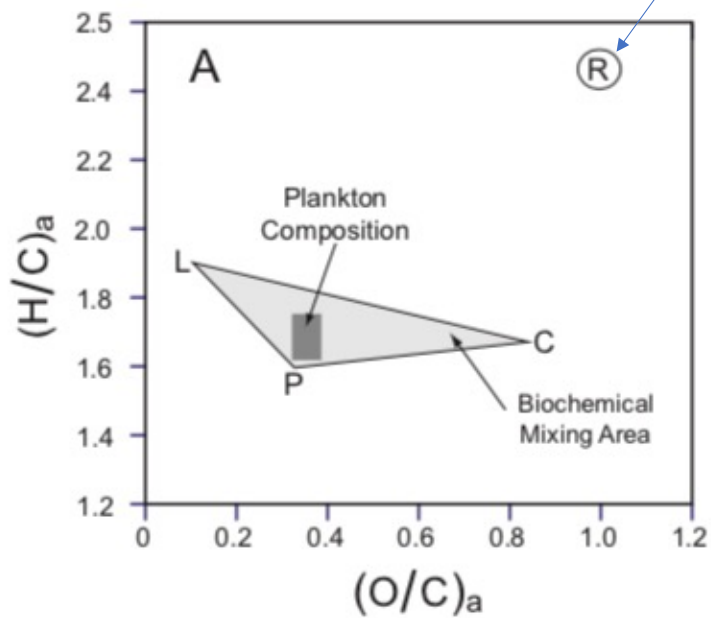 2.5
A
R
2.4
2.2
Plankton
Composition
2.0
(H/C)a
L
1.8
C
1.6
P
Biochemical
Mixing Area
1.4
1.2
0
0.2
0.4
0.6
0.8
1.0
1.2
(O/C)a